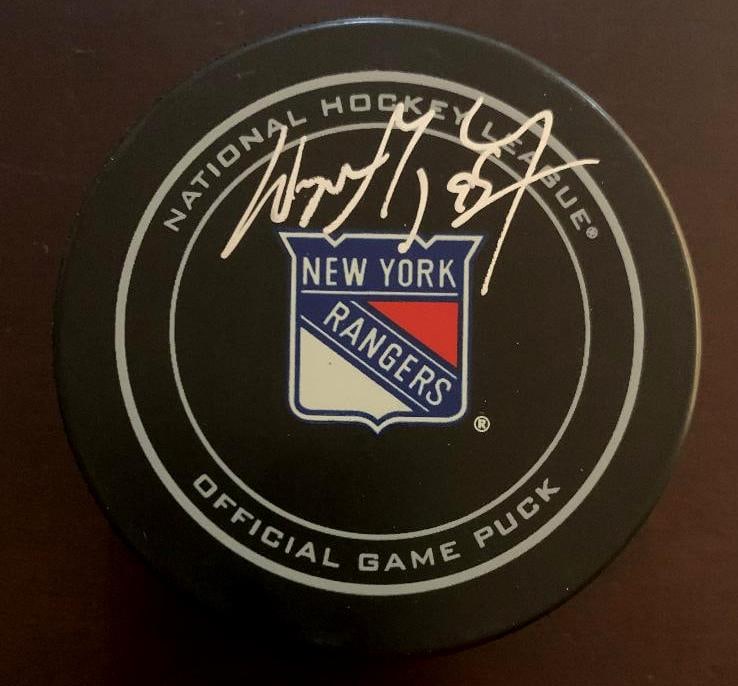 NATIONAL HOCKEY LEAGUE®
NEW YORK
RANGERS
®
OFFICIAL GAME PUCK